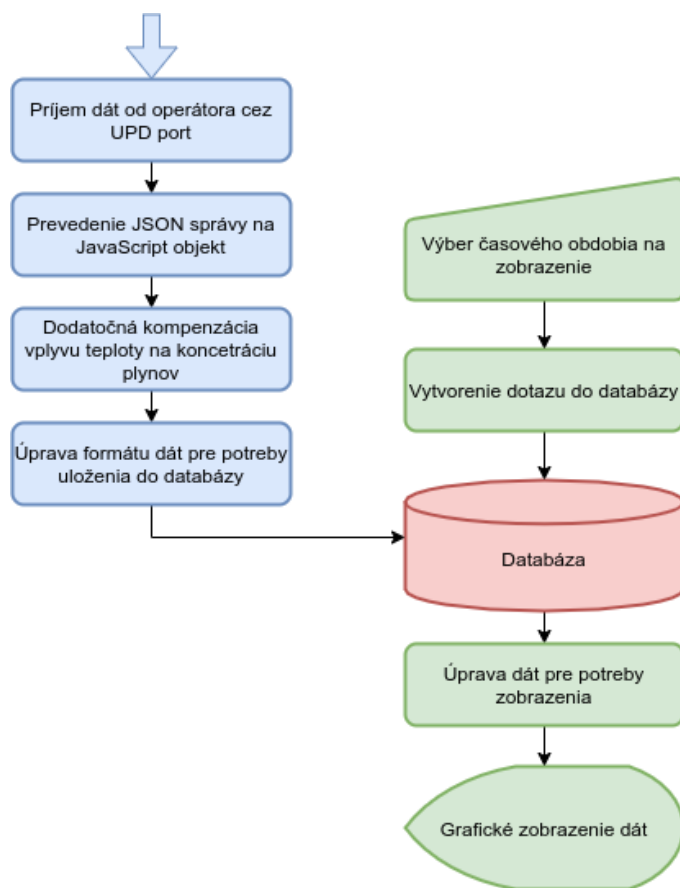 Príjem dát od operátora cez
UPD port
Prevedenie JSON správy na
JavaScript objekt
Dodatočná kompenzácia
vplyvu teploty na koncetráciu
plynov
Úprava formátu dát pre potreby
uloženia do databázy
Výber časového obdobia na
zobrazenie
Vytvorenie dotazu do databázy
Databáza
Úprava dát pre potreby
zobrazenia
Grafické zobrazenie dát